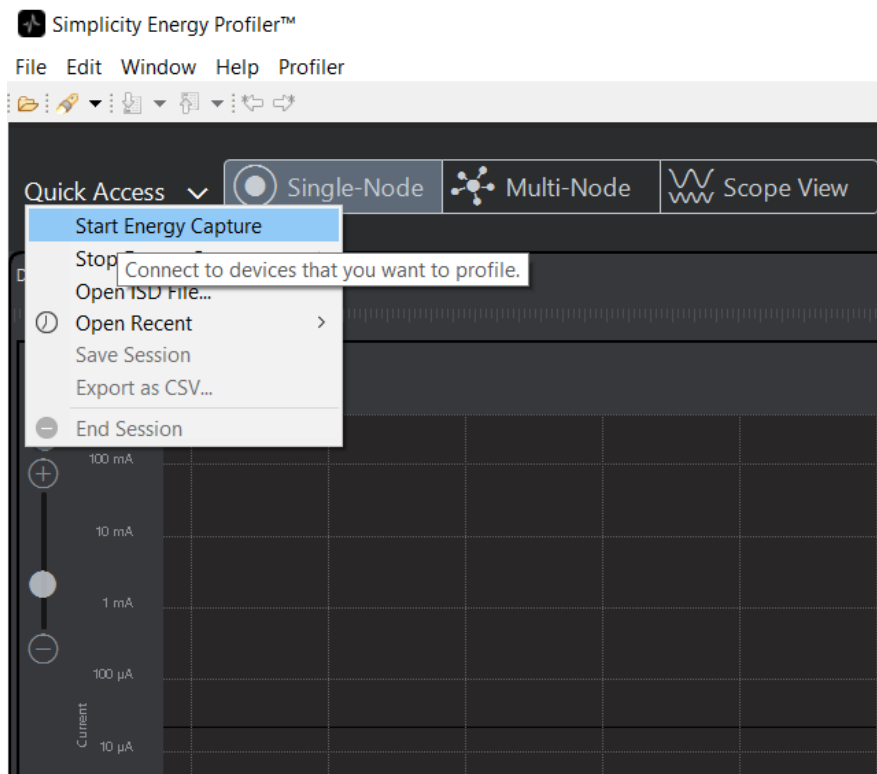 Simplicity Energy Profiler™
File Edit Window Help Profiler
Quick Access Single-Node Multi-Node Scope View
Start Energy Capture
Stop
Connect to devices that you want to profile.
D
Open ISD File...
Open Recent
Save Session
Export as CSV...
End Session
100 mA
10 mA
1 mA
100 µA
Current
10 µA